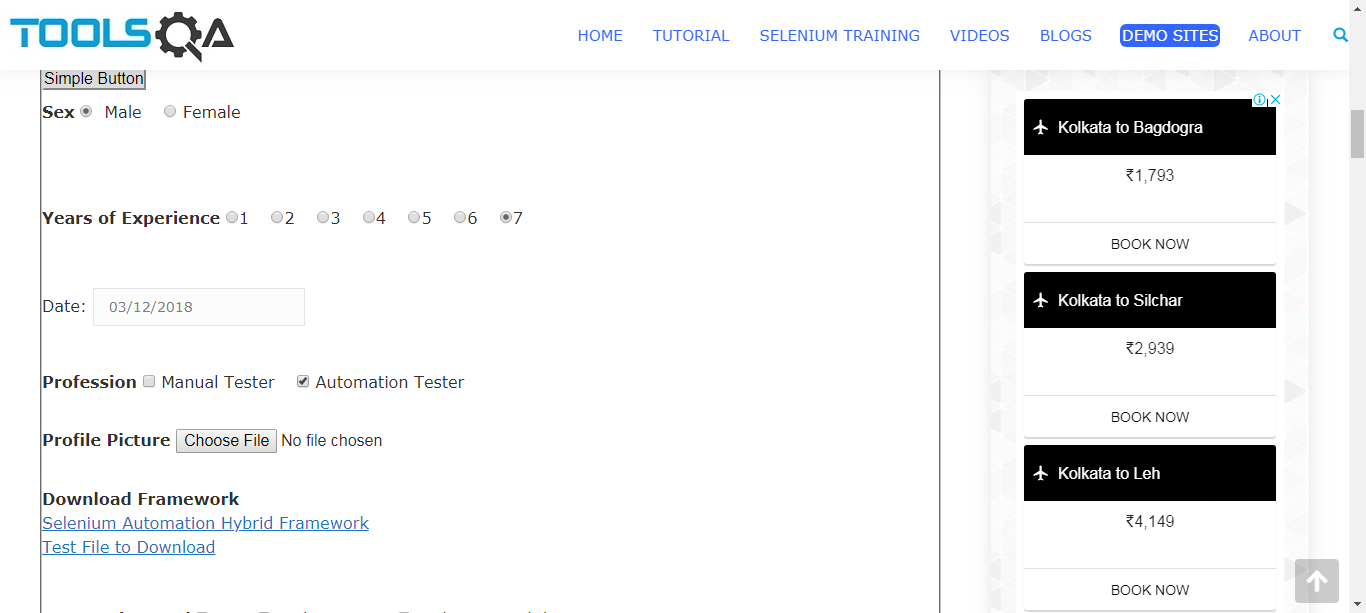 TOOLSQA
HOME TUTORIAL SELENIUM TRAINING VIDEOS BLOGS DEMO SITES ABOUT
Simple Button
Sex Male Female
Years of Experience 1 2 3 4 5 6 7
Date: 03/12/2018
Profession Manual Tester Automation Tester
Profile Picture Choose File No file chosen
Download Framework
Selenium Automation Hybrid Framework
Test File to Download
Kolkata to Bagdogra
₹1,793
BOOK NOW
Kolkata to Silchar
₹2,939
BOOK NOW
Kolkata to Leh
₹4,149
BOOK NOW